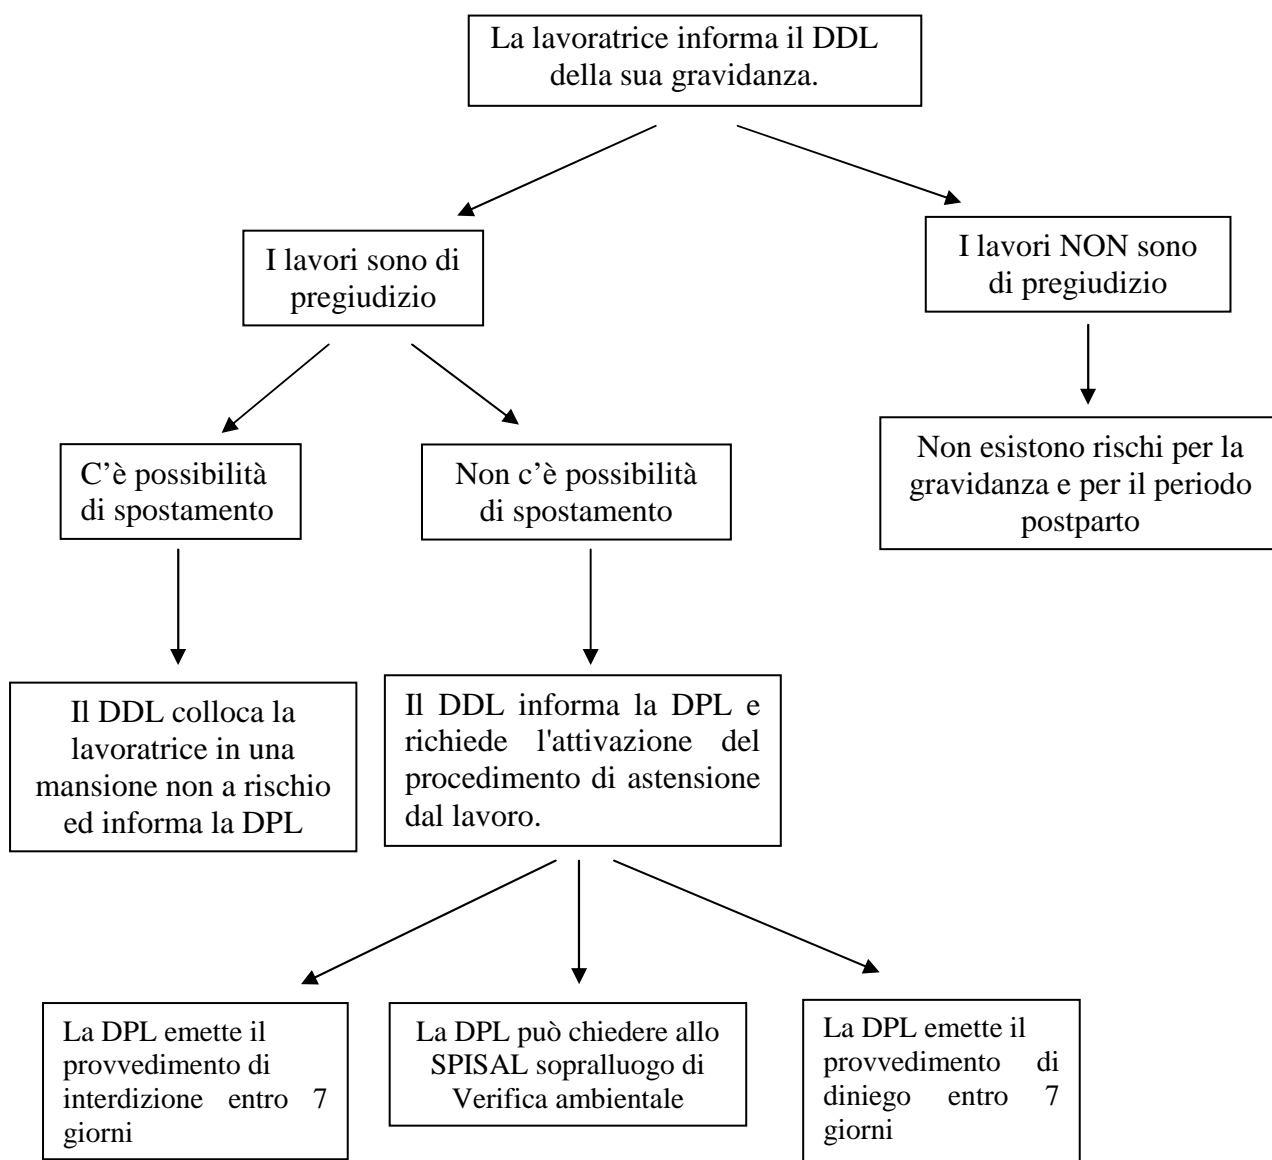 La lavoratrice informa il DDL
della sua gravidanza.
I lavori sono di
pregiudizio
I lavori NON sono
di pregiudizio
C’è possibilità
di spostamento
Non c’è possibilità
di spostamento
Non esistono rischi per la
gravidanza e per il periodo
postparto
Il DDL colloca la
lavoratrice in una
mansione non a rischio
ed informa la DPL
Il DDL informa la DPL e
richiede l'attivazione del
procedimento di astensione
dal lavoro.
La DPL emette il
provvedimento di
interdizione entro 7
giorni
La DPL può chiedere allo
SPISAL sopralluogo di
Verifica ambientale
La DPL emette il
provvedimento di
diniego entro 7
giorni